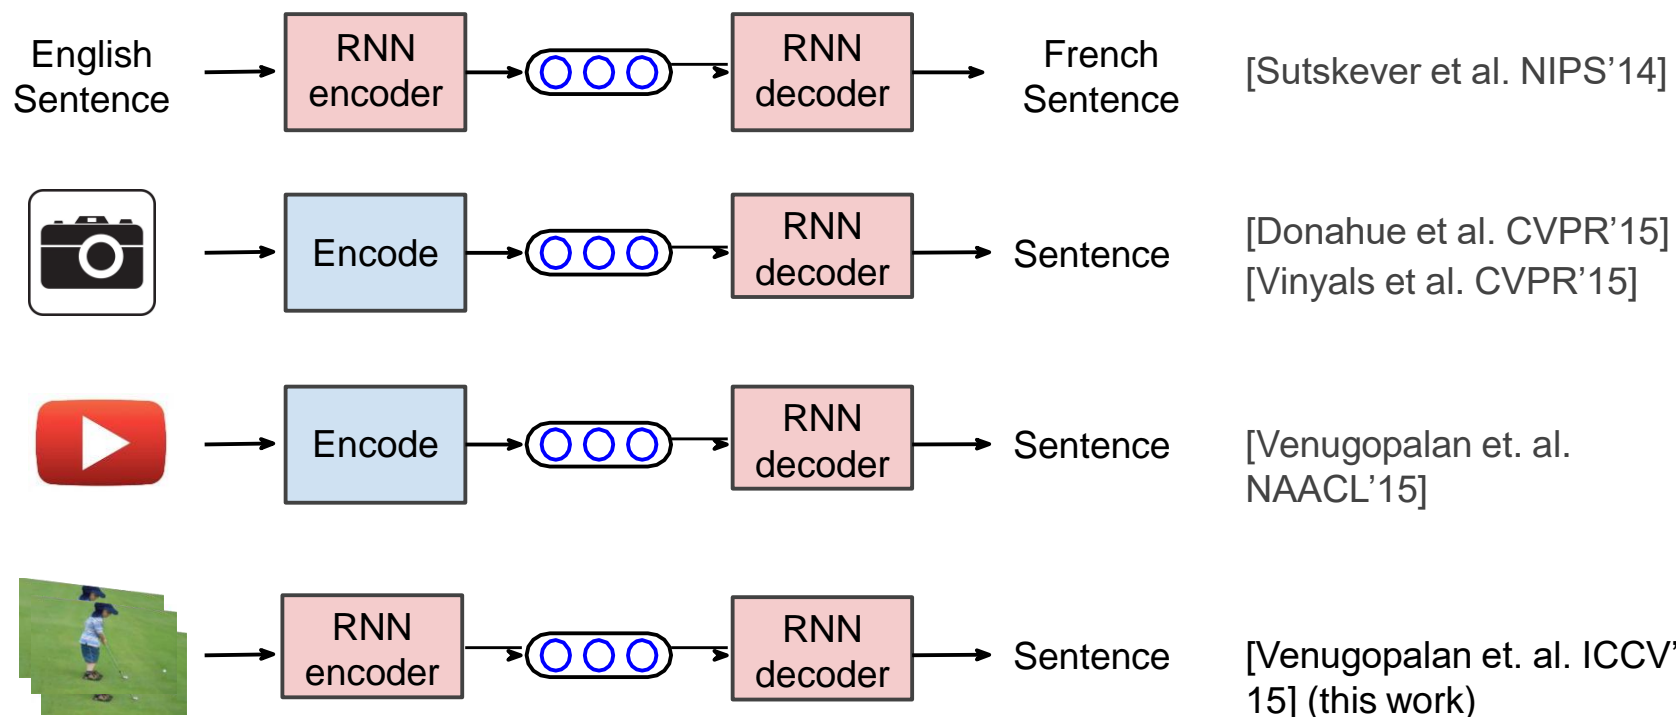 English
Sentence
RNN
encoder
RNN
decoder
French
Sentence
[Sutskever et al. NIPS’14]
Encode
RNN
decoder
Sentence
[Donahue et al. CVPR’15]
[Vinyals et al. CVPR’15]
Encode
RNN
decoder
Sentence
[Venugopalan et. al.
NAACL’15]
RNN
encoder
RNN
decoder
Sentence
[Venugopalan et. al. ICCV’
15] (this work)